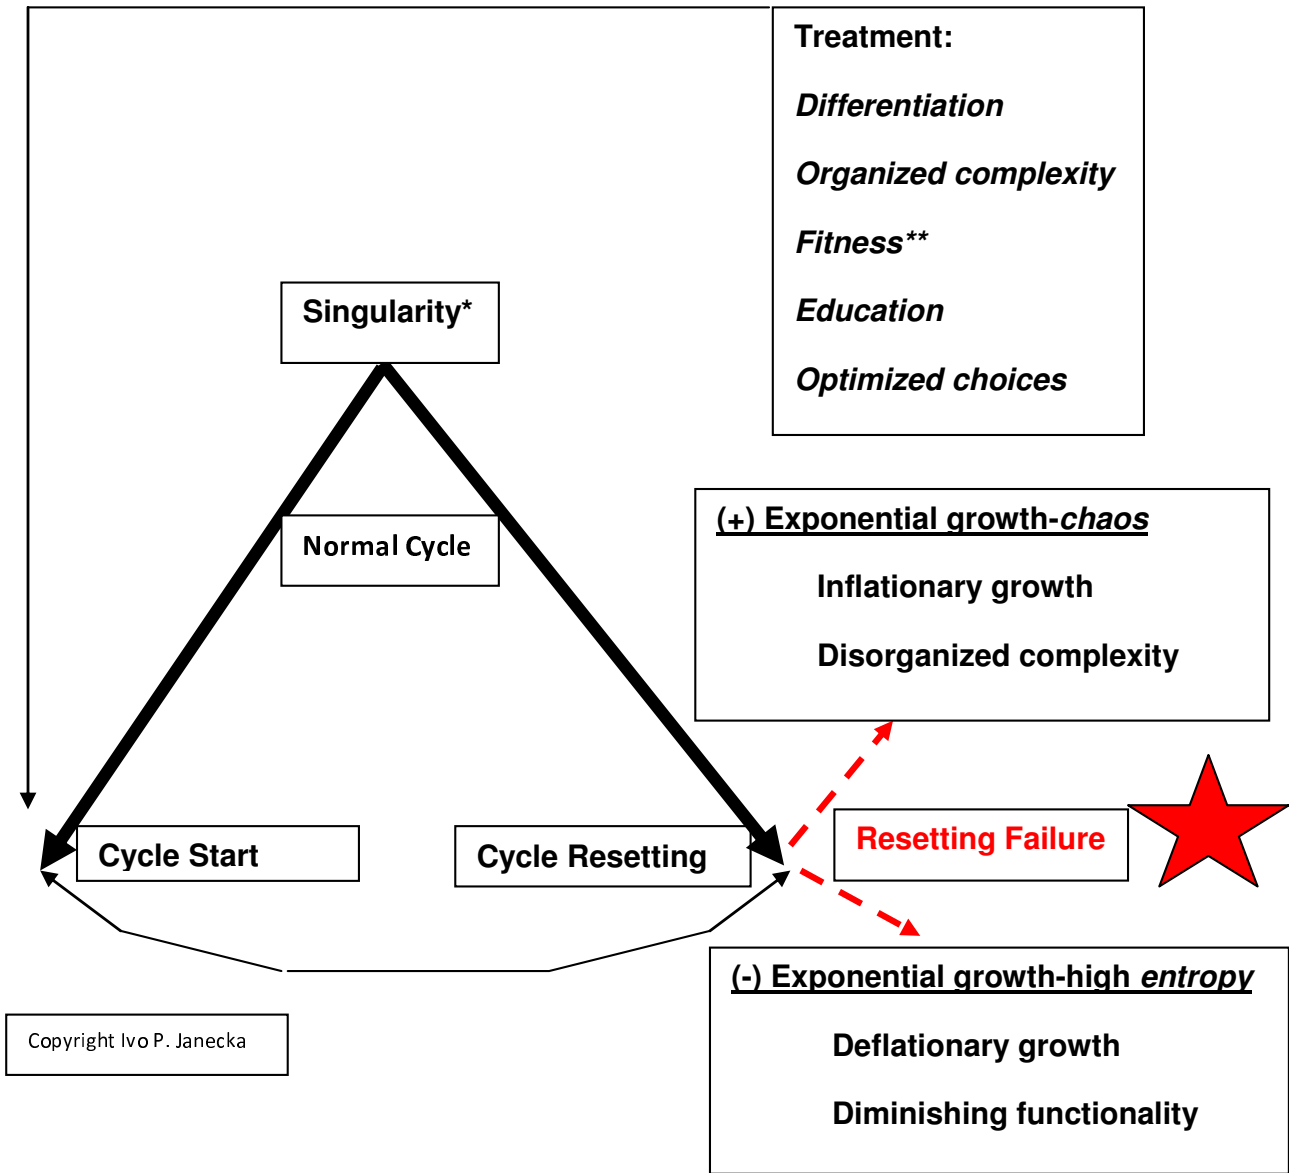 Treatment:
Differentiation
Organized complexity
Fitness**
Education
Optimized choices
Singularity*
Normal Cycle
(+) Exponential growth-chaos
Inflationary growth
Disorganized complexity
Cycle Start
Cycle Resetting
Resetting Failure
(-) Exponential growth-high entropy
Deflationary growth
Diminishing functionality
Copyright Ivo P. Janecka